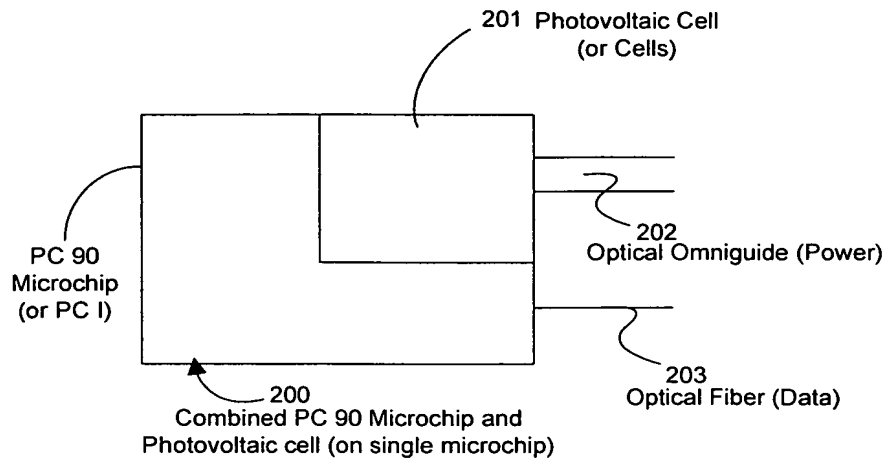 201 Photovoltaic Cell
(or Cells)
202
Optical Omniguide (Power)
PC 90
Microchip
(or PC I)
203
Optical Fiber (Data)
200
Combined PC 90 Microchip and
Photovoltaic cell (on single microchip)